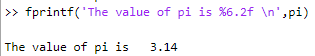 >> fprintf('The value of pi is %6.2f \n',pi)
The value of pi is   3.14